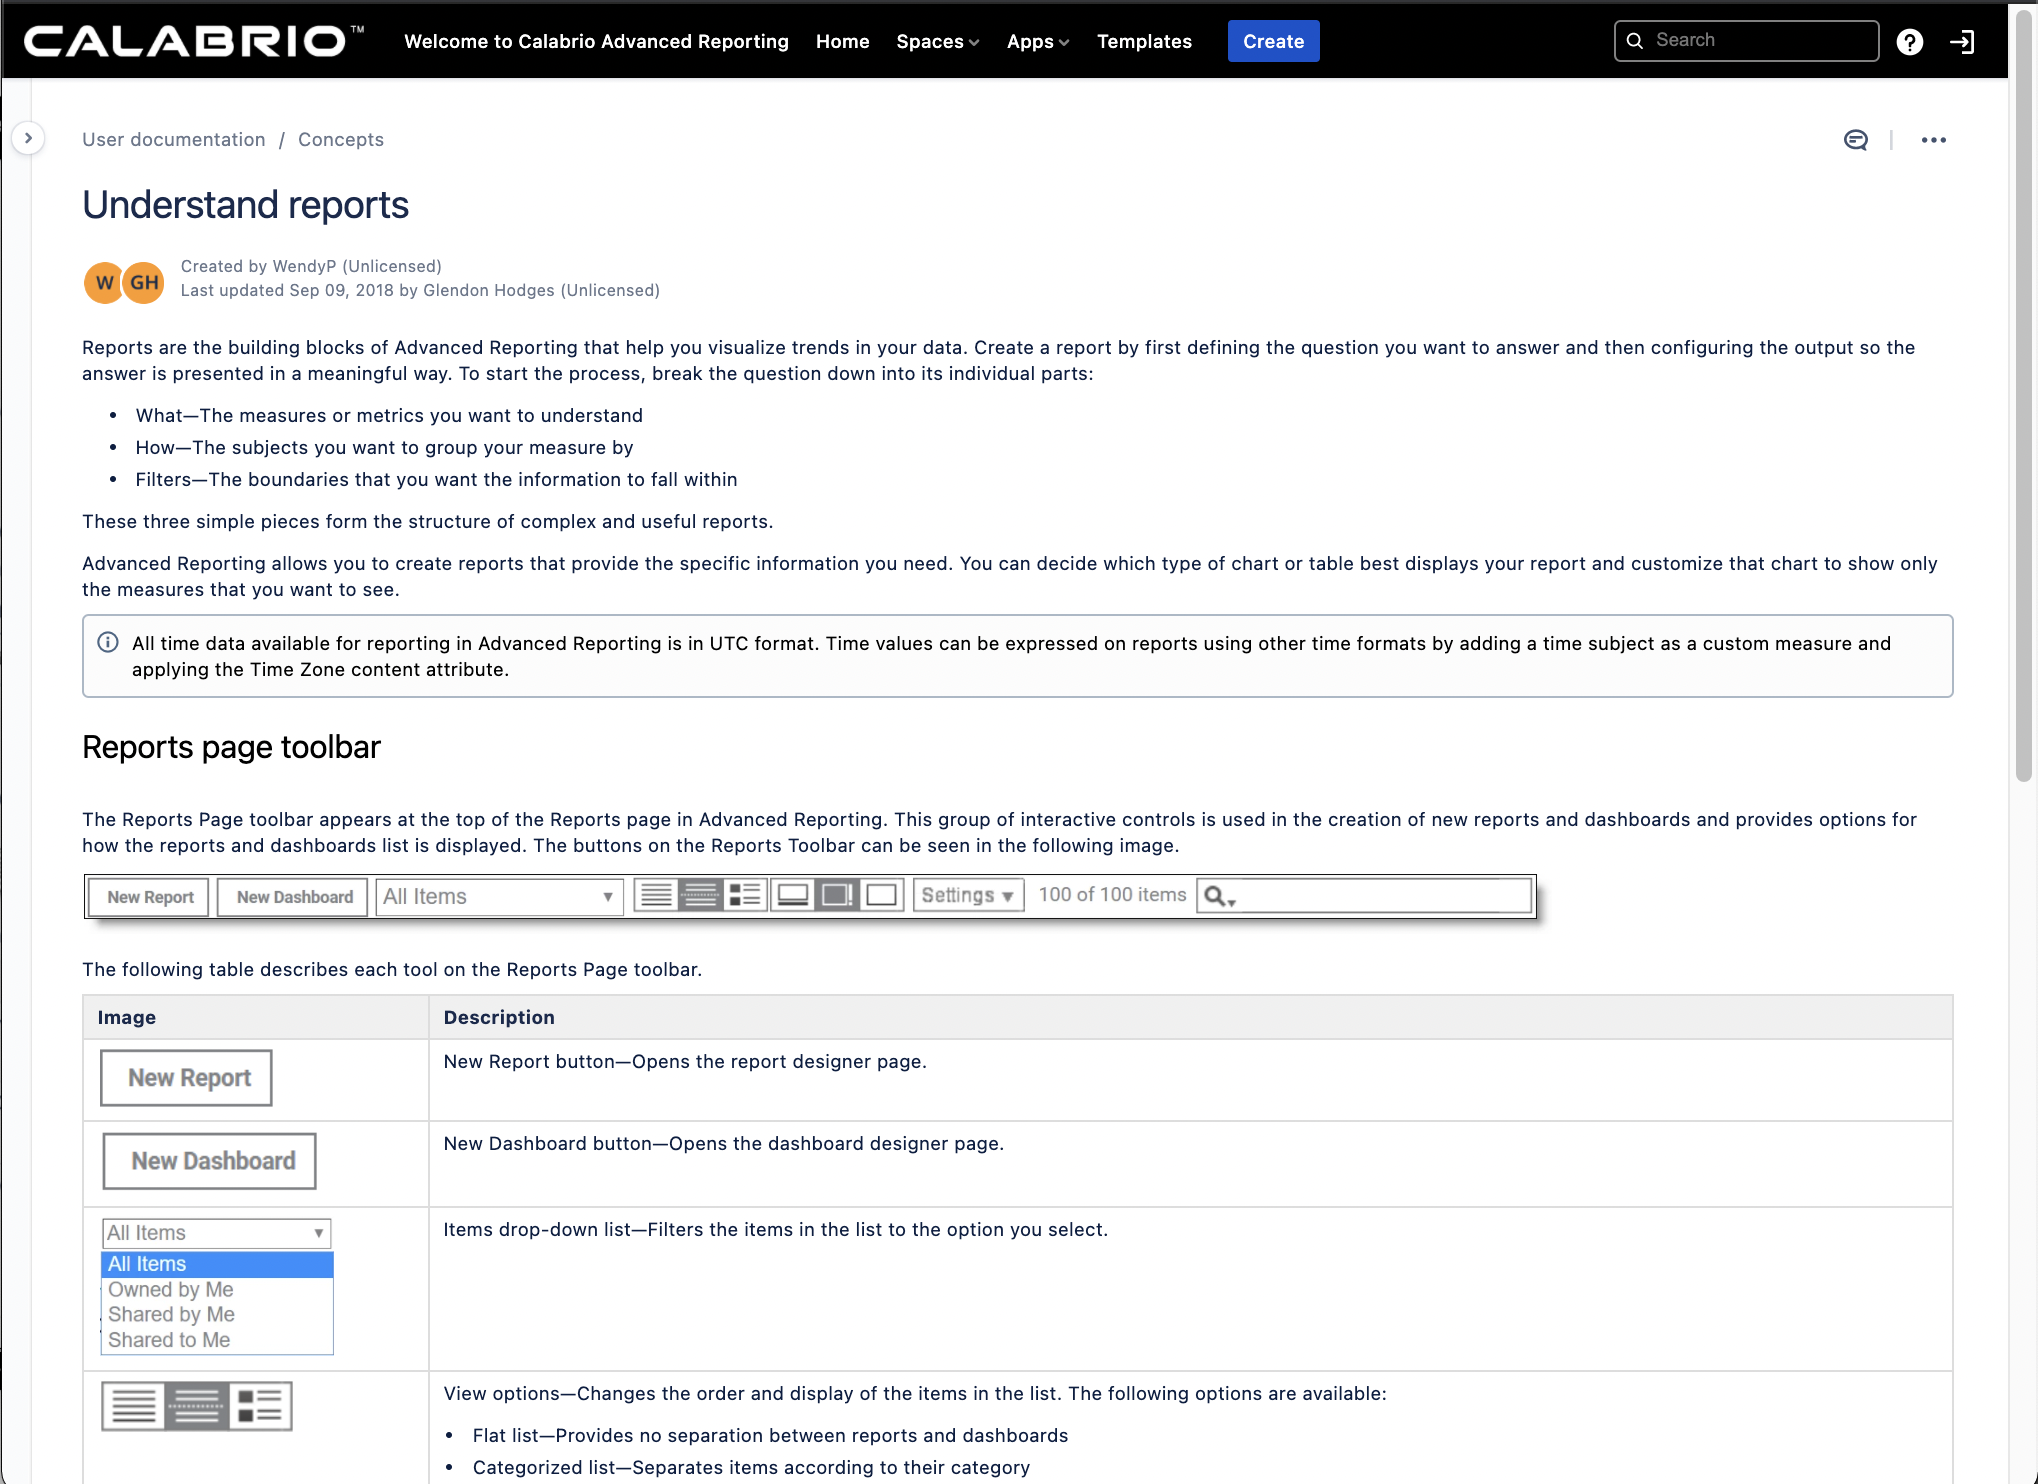 CALABRIO™ Welcome to Calabrio Advanced Reporting Home Spaces Apps Templates Create Search
User documentation / Concepts
Understand reports
W GH
Created by WendyP (Unlicensed)
Last updated Sep 09, 2018 by Glendon Hodges (Unlicensed)
Reports are the building blocks of Advanced Reporting that help you visualize trends in your data. Create a report by first defining the question you want to answer and then configuring the output so the
answer is presented in a meaningful way. To start the process, break the question down into its individual parts:
• What—The measures or metrics you want to understand
• How—The subjects you want to group your measure by
• Filters—The boundaries that you want the information to fall within
These three simple pieces form the structure of complex and useful reports.
Advanced Reporting allows you to create reports that provide the specific information you need. You can decide which type of chart or table best displays your report and customize that chart to show only
the measures that you want to see.
All time data available for reporting in Advanced Reporting is in UTC format. Time values can be expressed on reports using other time formats by adding a time subject as a custom measure and
applying the Time Zone content attribute.
Reports page toolbar
The Reports Page toolbar appears at the top of the Reports page in Advanced Reporting. This group of interactive controls is used in the creation of new reports and dashboards and provides options for
how the reports and dashboards list is displayed. The buttons on the Reports Toolbar can be seen in the following image.
New Report New Dashboard All Items Settings 100 of 100 items
The following table describes each tool on the Reports Page toolbar.
Image Description
New Report
New Report button—Opens the report designer page.
New Dashboard
New Dashboard button—Opens the dashboard designer page.
All Items
All Items
Owned by Me
Shared by Me
Shared to Me
Items drop-down list—Filters the items in the list to the option you select.
View options—Changes the order and display of the items in the list. The following options are available:
• Flat list—Provides no separation between reports and dashboards
• Categorized list—Separates items according to their category